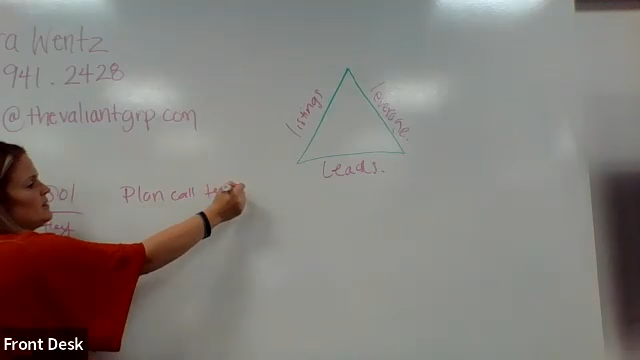 ra Wentz
941.2428
@thevaliantgrp.com
listings
Leverage.
Leads.
Plan call
Front Desk